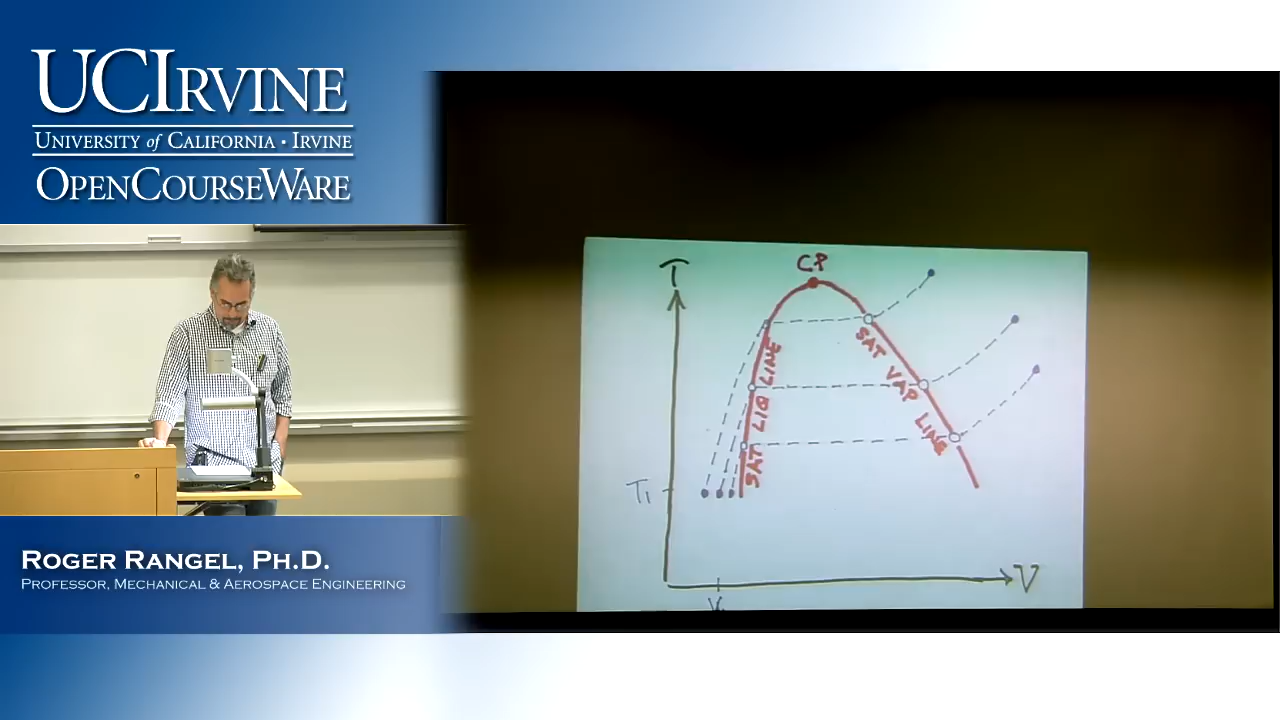 UCIRVINE
UNIVERSITY of CALIFORNIA · IRVINE
OPENCOURSEWARE
T
CP
SAT LIQ LINE
SAT VAP LINE
T1
V
ROGER RANGEL, PH.D.
PROFESSOR, MECHANICAL & AEROSPACE ENGINEERING